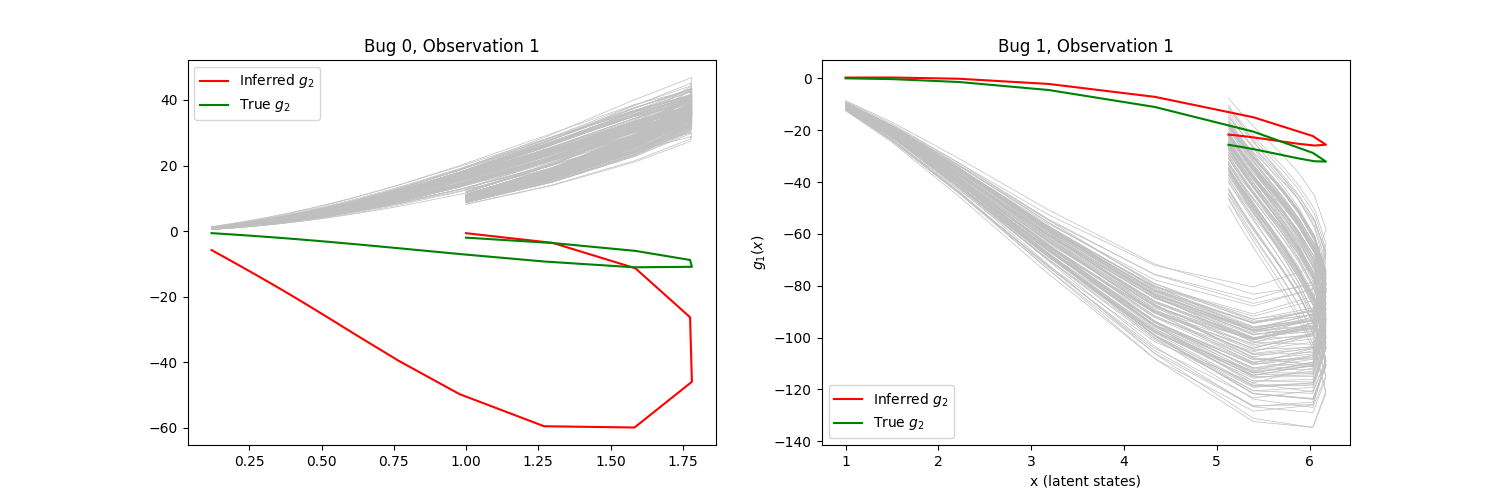 Bug 0, Observation 1
Inferred g₂
True g₂
40
20
0
−20
−40
−60
0.25 0.50 0.75 1.00 1.25 1.50 1.75
Bug 1, Observation 1
g₁(x)
0
−20
−40
−60
−80
−100
−120
−140
Inferred g₂
True g₂
1 2 3 4 5 6
x (latent states)